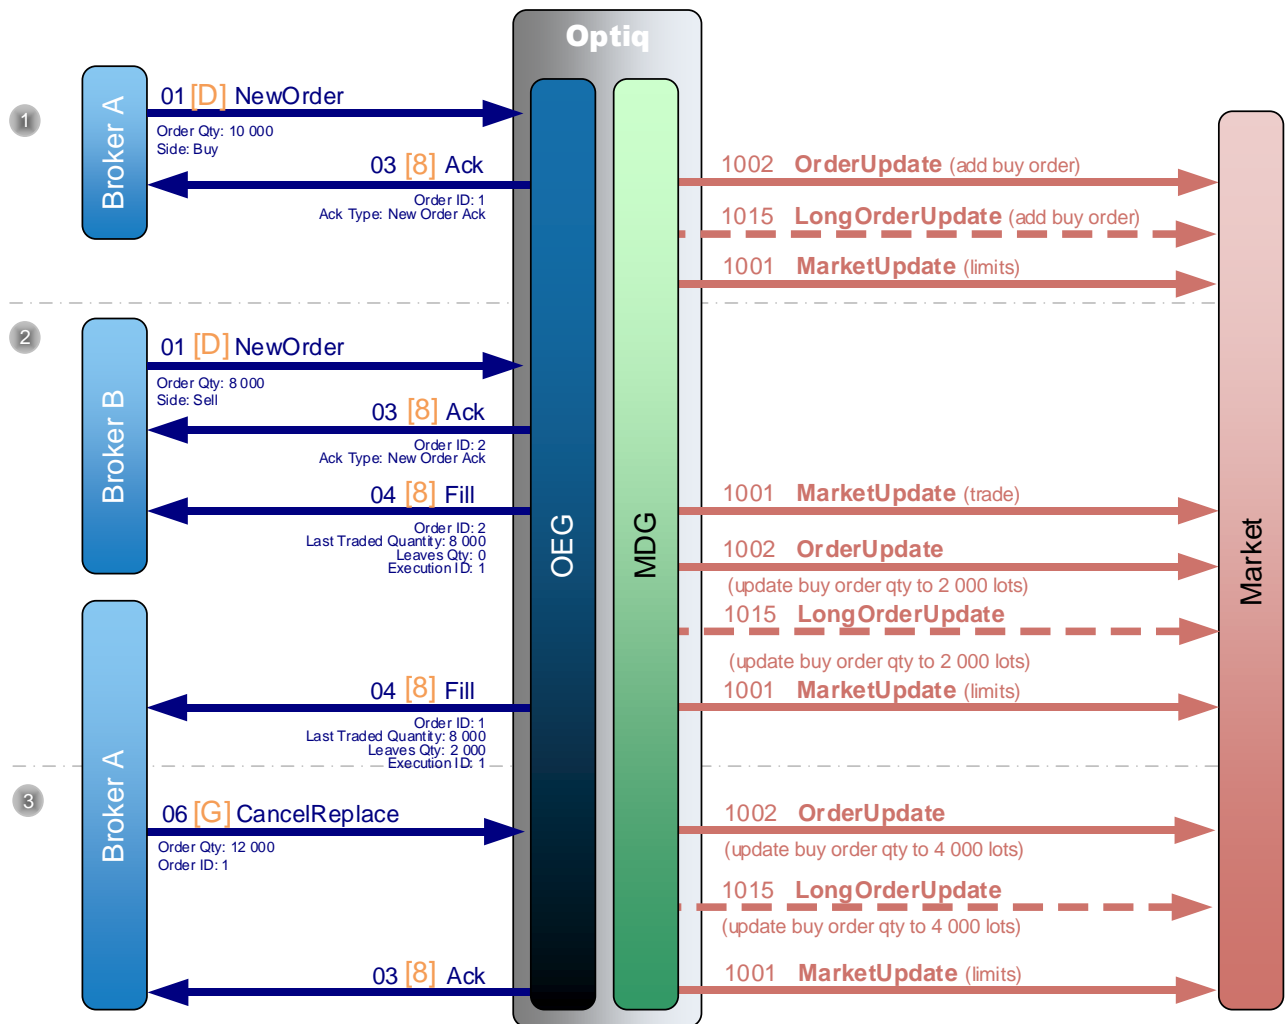 Optiq
1
Broker A
01 [D] NewOrder
Order Qty: 10 000
Side: Buy
03 [8] Ack
Order ID: 1
Ack Type: New Order Ack
1002 OrderUpdate (add buy order)
1015 LongOrderUpdate (add buy order)
1001 MarketUpdate (limits)
2
Broker B
01 [D] NewOrder
Order Qty: 8 000
Side: Sell
03 [8] Ack
Order ID: 2
Ack Type: New Order Ack
04 [8] Fill
Order ID: 2
Last Traded Quantity: 8 000
Leaves Qty: 0
Execution ID: 1
OEG
MDG
Market
1001 MarketUpdate (trade)
1002 OrderUpdate
(update buy order qty to 2 000 lots)
1015 LongOrderUpdate
(update buy order qty to 2 000 lots)
1001 MarketUpdate (limits)
Broker A
04 [8] Fill
Order ID: 1
Last Traded Quantity: 8 000
Leaves Qty: 2 000
Execution ID: 1
3
06 [G] CancelReplace
Order Qty: 12 000
Order ID: 1
1002 OrderUpdate
(update buy order qty to 4 000 lots)
1015 LongOrderUpdate
(update buy order qty to 4 000 lots)
03 [8] Ack
1001 MarketUpdate (limits)